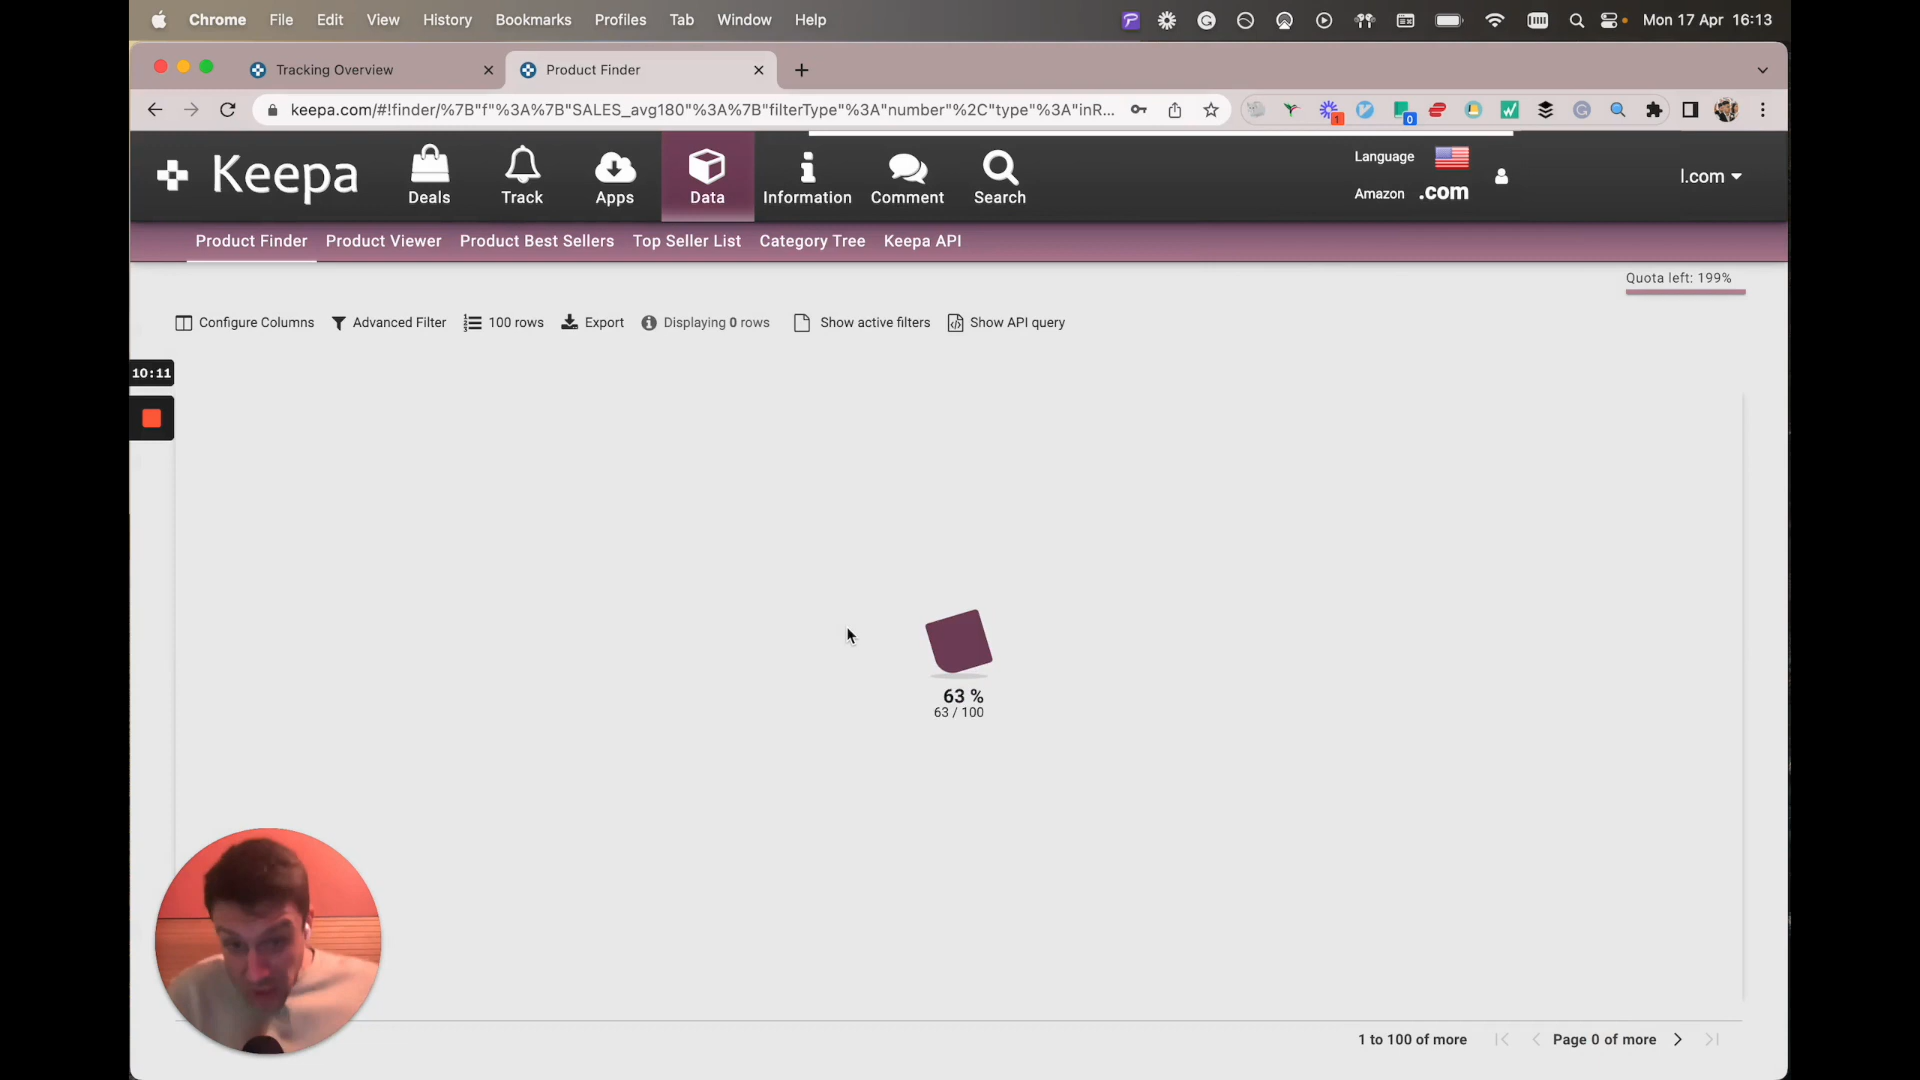 Chrome File Edit View History Bookmarks Profiles Tab Window Help Mon 17 Apr 16:13
Tracking Overview Product Finder
keepa.com/#!finder/%7B"f"%3A%7B"SALES_avg180"%3A%7B"filterType"%3A"number"%2C"type"%3A"inR... 1 0
Keepa
Deals Track Apps Data Information Comment Search
Language
Amazon .com
l.com
Product Finder Product Viewer Product Best Sellers Top Seller List Category Tree Keepa API
Quota left: 199%
Configure Columns Advanced Filter 100 rows Export Displaying 0 rows Show active filters Show API query
10:11
63 %
63 / 100
1 to 100 of more Page 0 of more